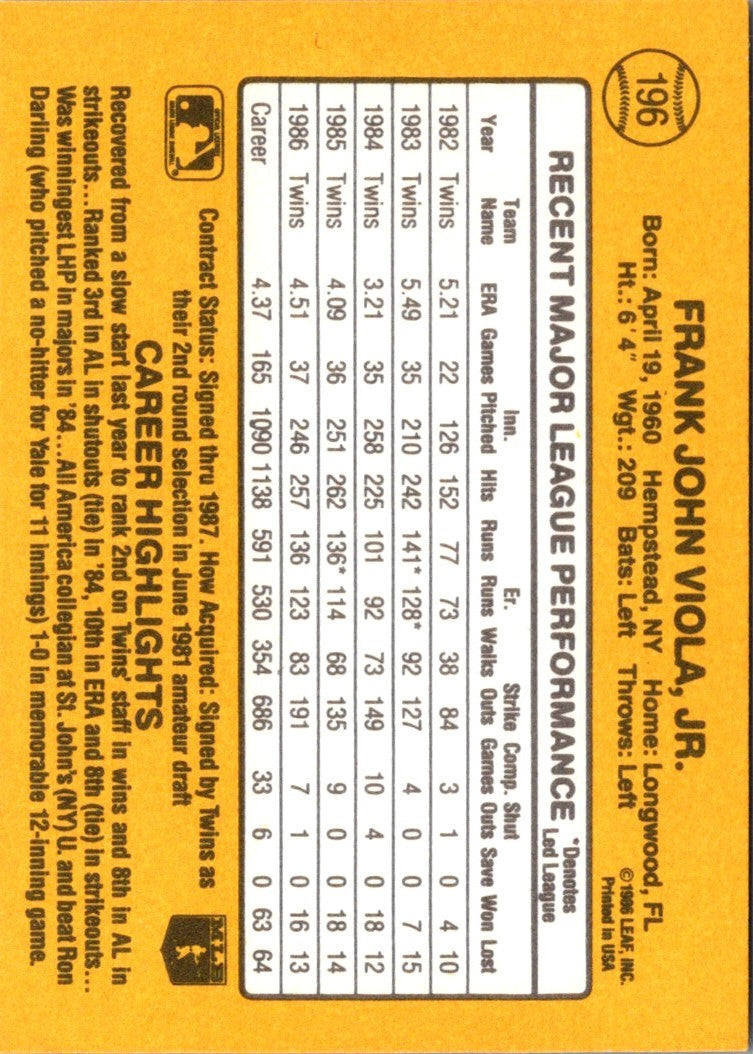 196
FRANK JOHN VIOLA, JR.
Born: April 19, 1960 Hempstead, NY Home: Longwood, FL
Ht.: 6'4" Wgt.: 209 Bats: Left Throws: Left
©1986 LEAF, INC.
Printed in USA
RECENT MAJOR LEAGUE PERFORMANCE *Denotes Led League
Year Team Name ERA Games Inn. Pitched Hits Runs Er. Runs Walks Strike Outs Comp. Games Shut Outs Save Won Lost
1982 Twins 5.21 22 126 152 77 73 38 84 3 1 0 4 10
1983 Twins 5.49 35 210 242 141* 128* 92 127 4 0 0 7 15
1984 Twins 3.21 35 258 225 101 92 73 149 10 4 0 18 12
1985 Twins 4.09 36 251 262 136* 114 68 135 9 0 0 18 14
1986 Twins 4.51 37 246 257 136 123 83 191 7 1 0 16 13
Career 4.37 165 1090 1138 591 530 354 686 33 6 0 63 64
Contract Status: Signed thru 1987. How Acquired: Signed by Twins as
their 2nd round selection in June 1981 amateur draft
MLB
CAREER HIGHLIGHTS
Recovered from a slow start last year to rank 2nd on Twins' staff in wins and 8th in AL in
strikeouts...Ranked 3rd in AL in shutouts (tie) in '84, 10th in ERA and 8th (tie) in strikeouts...
Was winningest LHP in majors in '84...All America collegian at St. John's (NY) U. and beat Ron
Darling (who pitched a no-hitter for Yale for 11 innings) 1-0 in memorable 12-inning game.